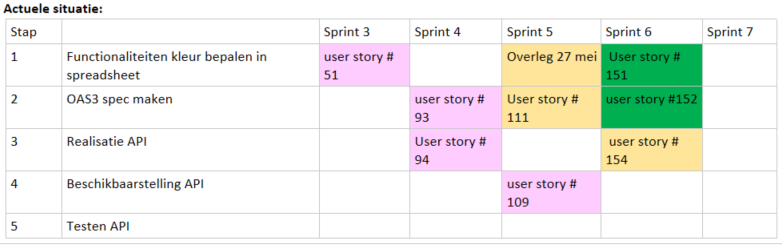 Actuele situatie:
Stap Sprint 3 Sprint 4 Sprint 5 Sprint 6 Sprint 7
1 Functionaliteiten kleur bepalen in user story # Overleg 27 mei User story #
spreadsheet 51 151
2 OAS3 spec maken user story # User story # user story #152
93 111
3 Realisatie API User story # user story #
94 154
4 Beschikbaarstelling API user story #
109
5 Testen API